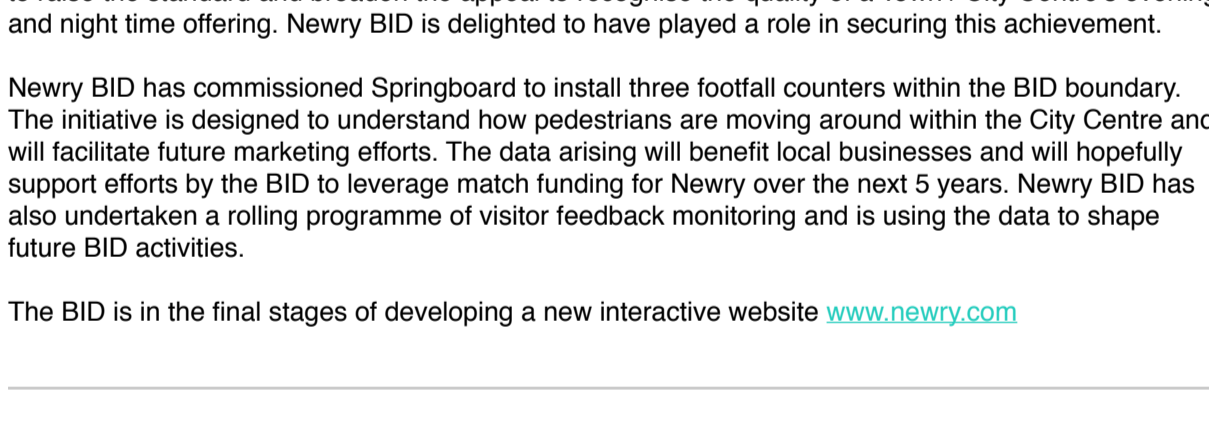 and night time offering. Newry BID is delighted to have played a role in securing this achievement.
Newry BID has commissioned Springboard to install three footfall counters within the BID boundary.
The initiative is designed to understand how pedestrians are moving around within the City Centre and
will facilitate future marketing efforts. The data arising will benefit local businesses and will hopefully
support efforts by the BID to leverage match funding for Newry over the next 5 years. Newry BID has
also undertaken a rolling programme of visitor feedback monitoring and is using the data to shape
future BID activities.
The BID is in the final stages of developing a new interactive website www.newry.com